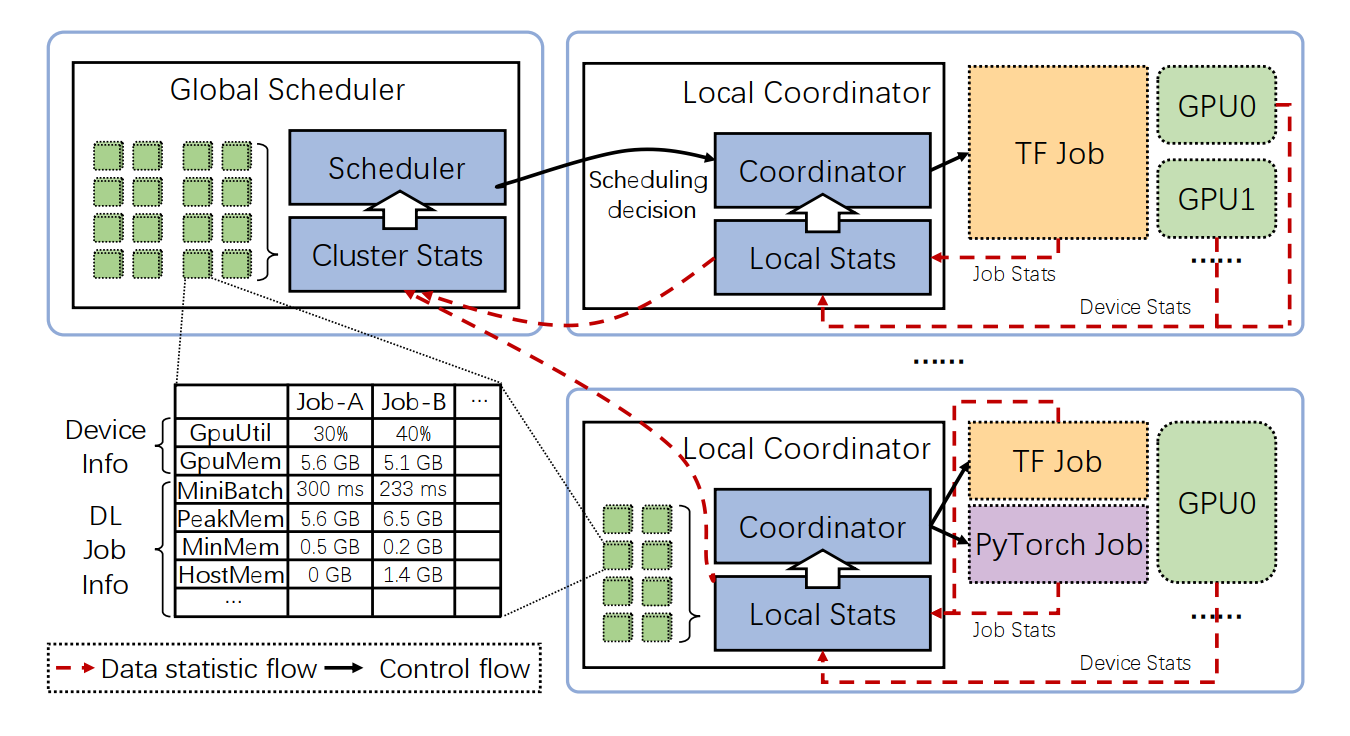 Global Scheduler
Scheduler
Cluster Stats
Scheduling
decision
Local Coordinator
Coordinator
Local Stats
TF Job
GPU0
GPU1
......
Job Stats
Device Stats
......
Job-A Job-B ...
Device
Info
GpuUtil 30% 40%
GpuMem 5.6 GB 5.1 GB
DL
Job
Info
MiniBatch 300 ms 233 ms
PeakMem 5.6 GB 6.5 GB
MinMem 0.5 GB 0.2 GB
HostMem 0 GB 1.4 GB
...
Local Coordinator
Coordinator
Local Stats
TF Job
PyTorch Job
GPU0
......
Job Stats
Device Stats
Data statistic flow Control flow